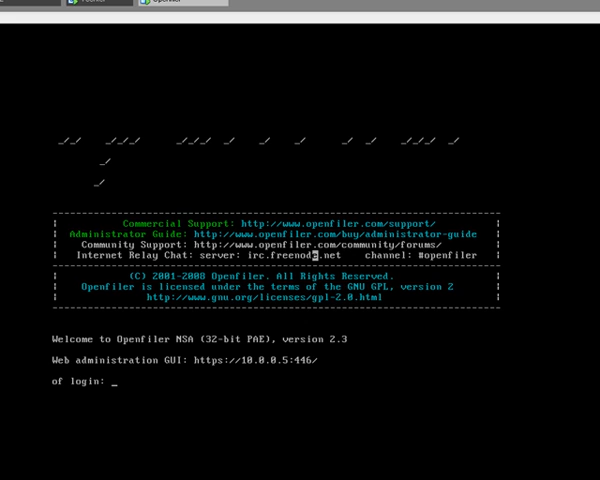 Commercial Support: http://www.openfiler.com/support/
Administrator Guide: http://www.openfiler.com/buy/administrator-guide
Community Support: http://www.openfiler.com/community/forums/
Internet Relay Chat: server: irc.freenode.net channel: #openfiler
(C) 2001-2008 Openfiler. All Rights Reserved.
Openfiler is licensed under the terms of the GNU GPL, version 2
http://www.gnu.org/licenses/gpl-2.0.html
Welcome to Openfiler NSA (32-bit PAE), version 2.3
Web administration GUI: https://10.0.0.5:446/
of login: _